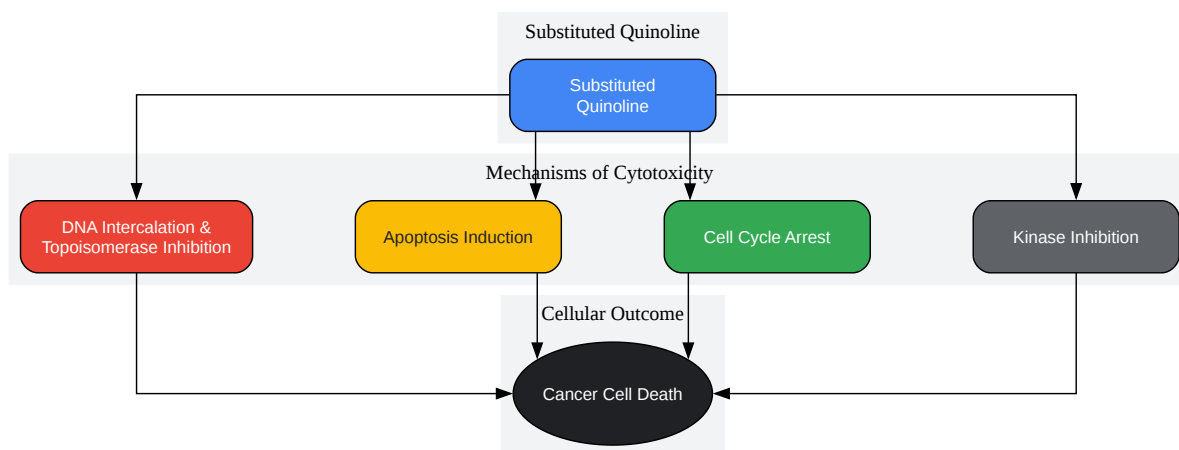 Substituted Quinoline
Substituted
Quinoline
Mechanisms of Cytotoxicity
DNA Intercalation &
Topoisomerase Inhibition
Apoptosis Induction
Cell Cycle Arrest
Kinase Inhibition
Cellular Outcome
Cancer Cell Death